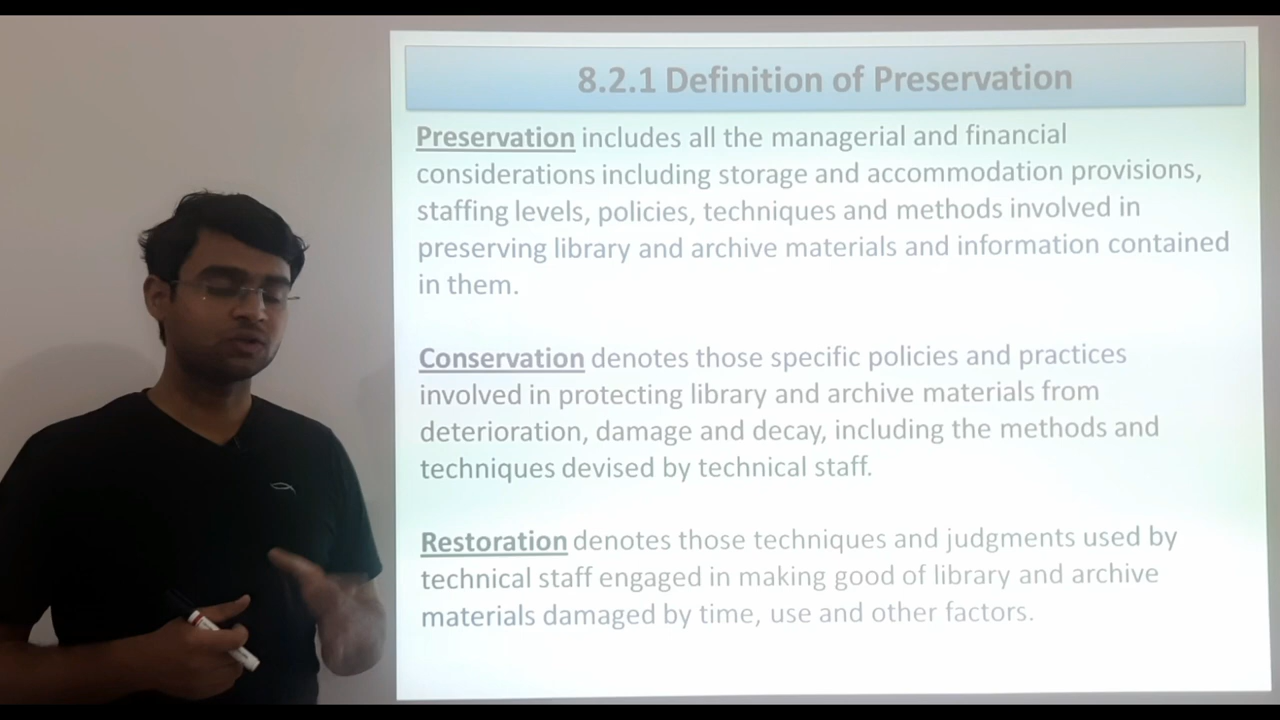 8.2.1 Definition of Preservation
Preservation includes all the managerial and financial
considerations including storage and accommodation provisions,
staffing levels, policies, techniques and methods involved in
preserving library and archive materials and information contained
in them.
Conservation denotes those specific policies and practices
involved in protecting library and archive materials from
deterioration, damage and decay, including the methods and
techniques devised by technical staff.
Restoration denotes those techniques and judgments used by
technical staff engaged in making good of library and archive
materials damaged by time, use and other factors.